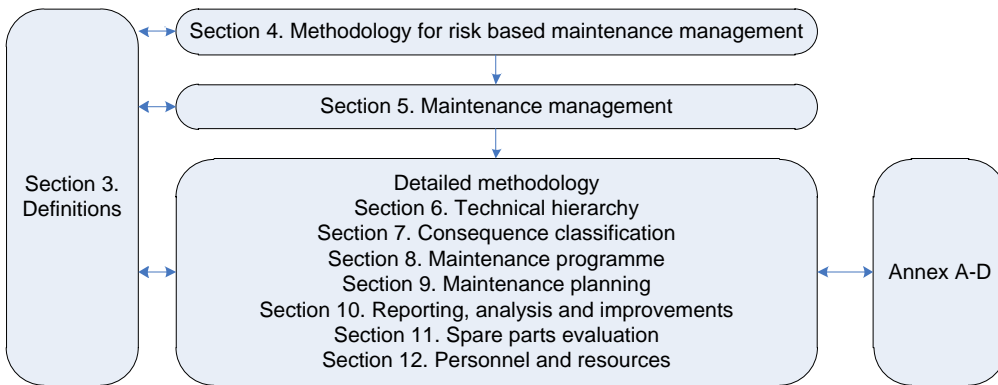 Section 3.
Definitions
Section 4. Methodology for risk based maintenance management
Section 5. Maintenance management
Detailed methodology
Section 6. Technical hierarchy
Section 7. Consequence classification
Section 8. Maintenance programme
Section 9. Maintenance planning
Section 10. Reporting, analysis and improvements
Section 11. Spare parts evaluation
Section 12. Personnel and resources
Annex A-D